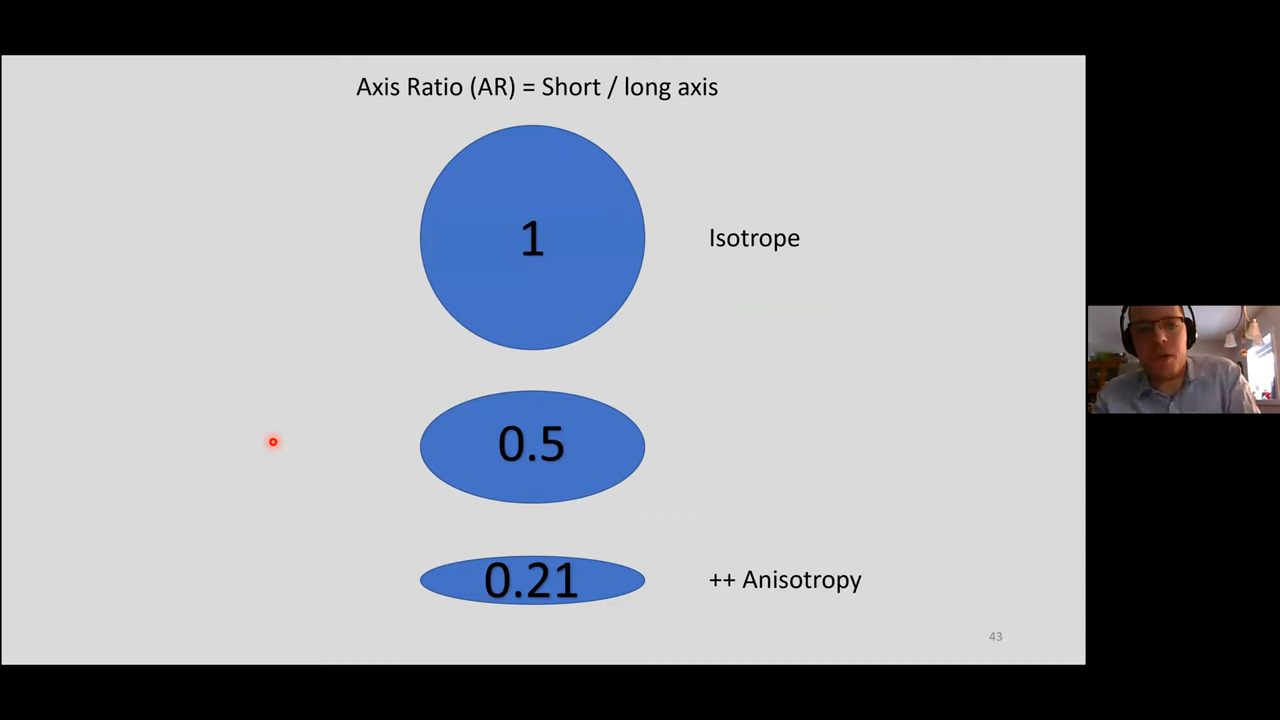 Axis Ratio (AR) = Short / long axis
1
Isotrope
0.5
0.21
++ Anisotropy
43